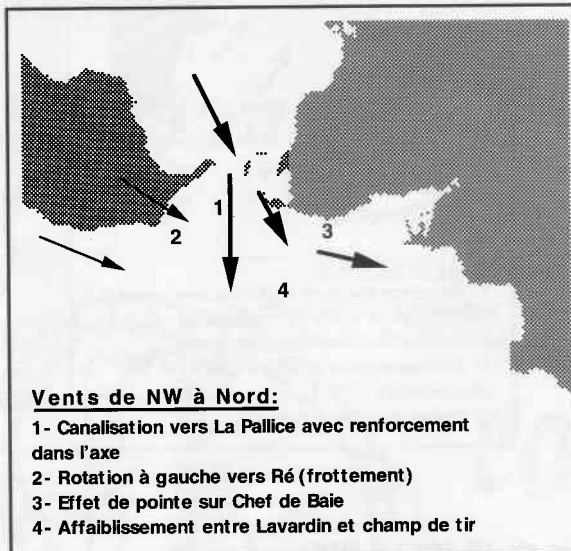 1
2
3
4
Vents de NW à Nord:
1- Canalisation vers La Pallice avec renforcement
dans l'axe
2- Rotation à gauche vers Ré (frottement)
3- Effet de pointe sur Chef de Baie
4- Affaiblissement entre Lavardin et champ de tir